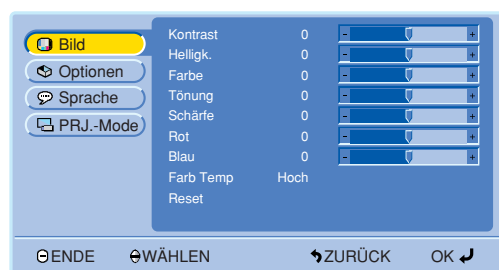 Bild
Optionen
Sprache
PRJ.-Mode
Kontrast 0 - +
Helligk. 0 - +
Farbe 0 - +
Tönung 0 - +
Schärfe 0 - +
Rot 0 - +
Blau 0 - +
Farb Temp Hoch
Reset
ENDE WÄHLEN ZURÜCK OK